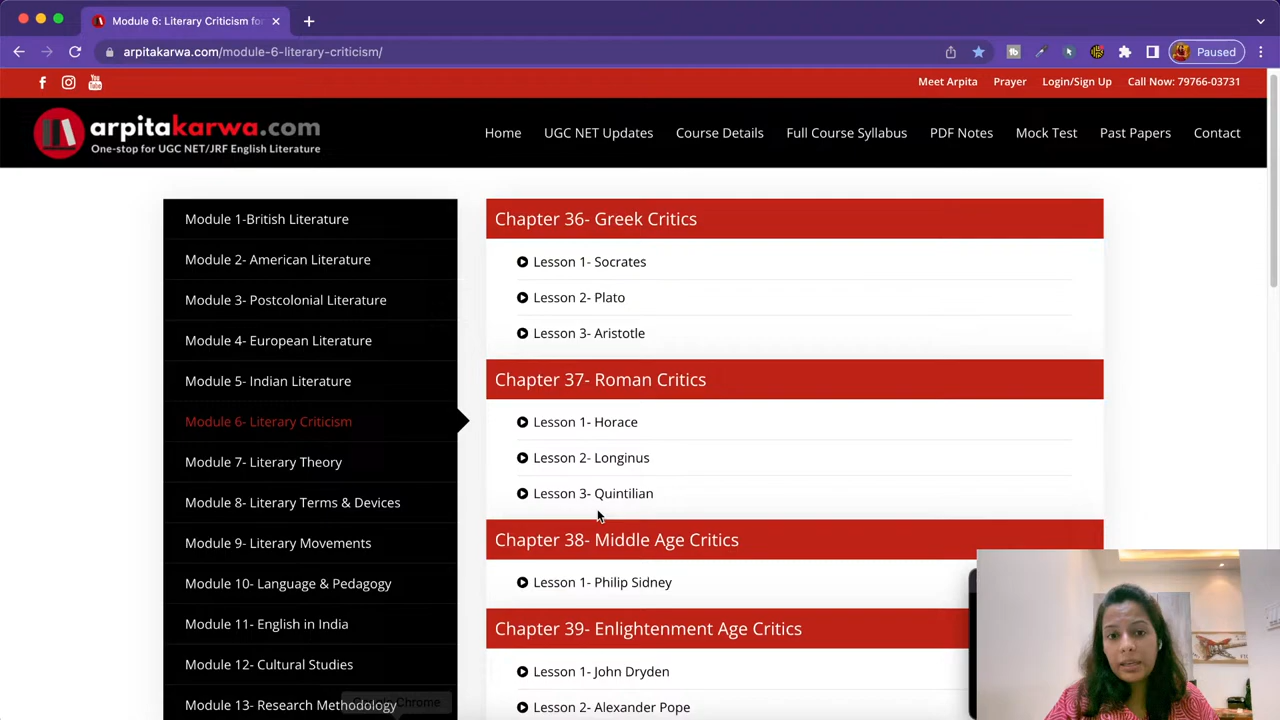 Module 6: Literary Criticism for
arpitakarwa.com/module-6-literary-criticism/
Paused
Meet Arpita
Prayer
Login/Sign Up
Call Now: 79766-03731
arpitakarwa.com
One-stop for UGC NET/JRF English Literature
Home
UGC NET Updates
Course Details
Full Course Syllabus
PDF Notes
Mock Test
Past Papers
Contact
Module 1-British Literature
Module 2- American Literature
Module 3- Postcolonial Literature
Module 4- European Literature
Module 5- Indian Literature
Module 6- Literary Criticism
Module 7- Literary Theory
Module 8- Literary Terms & Devices
Module 9- Literary Movements
Module 10- Language & Pedagogy
Module 11- English in India
Module 12- Cultural Studies
Module 13- Research Methodology
Chapter 36- Greek Critics
Lesson 1- Socrates
Lesson 2- Plato
Lesson 3- Aristotle
Chapter 37- Roman Critics
Lesson 1- Horace
Lesson 2- Longinus
Lesson 3- Quintilian
Chapter 38- Middle Age Critics
Lesson 1- Philip Sidney
Chapter 39- Enlightenment Age Critics
Lesson 1- John Dryden
Lesson 2- Alexander Pope